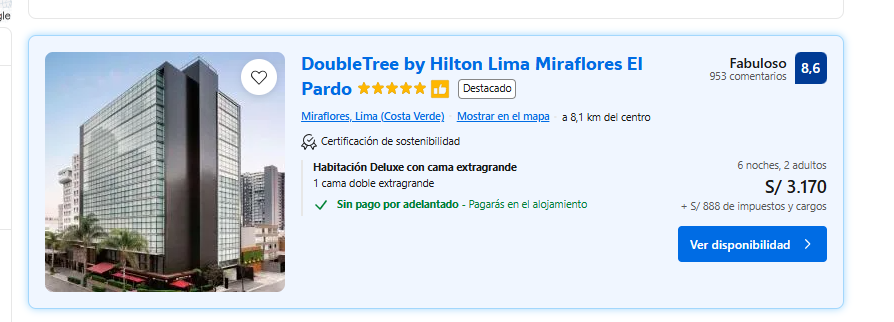 gle
DoubleTree by Hilton Lima Miraflores El
Pardo
Destacado
Fabuloso
953 comentarios
8,6
Miraflores, Lima (Costa Verde) · Mostrar en el mapa · a 8,1 km del centro
Certificación de sostenibilidad
Habitación Deluxe con cama extragrande
1 cama doble extragrande
Sin pago por adelantado - Pagarás en el alojamiento
6 noches, 2 adultos
S/ 3.170
+ S/ 888 de impuestos y cargos
Ver disponibilidad